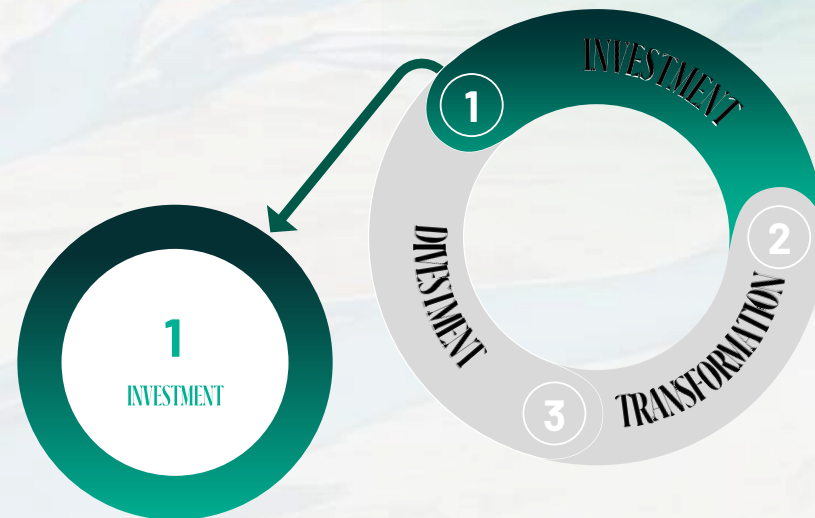 1
INVESTMENT
2
TRANSFORMATION
3
DIVESTMENT
1
INVESTMENT